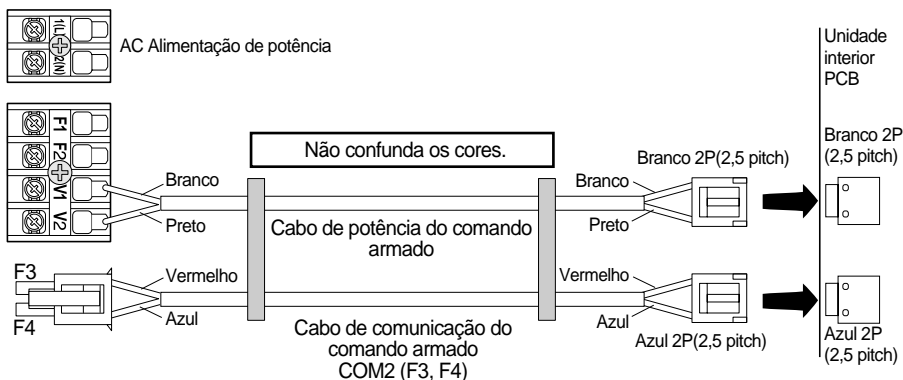 1(L)
2(N)
AC Alimentação de potência
Unidade
interior
PCB
F1
F2
V1
V2
Não confunda os cores.
Branco
Preto
Cabo de potência do comando
armado
Branco
Preto
Branco 2P(2,5 pitch)
Branco 2P
(2,5 pitch)
F3
F4
Vermelho
Azul
Cabo de comunicação do
comando armado
COM2 (F3, F4)
Vermelho
Azul
Azul 2P(2,5 pitch)
Azul 2P
(2,5 pitch)